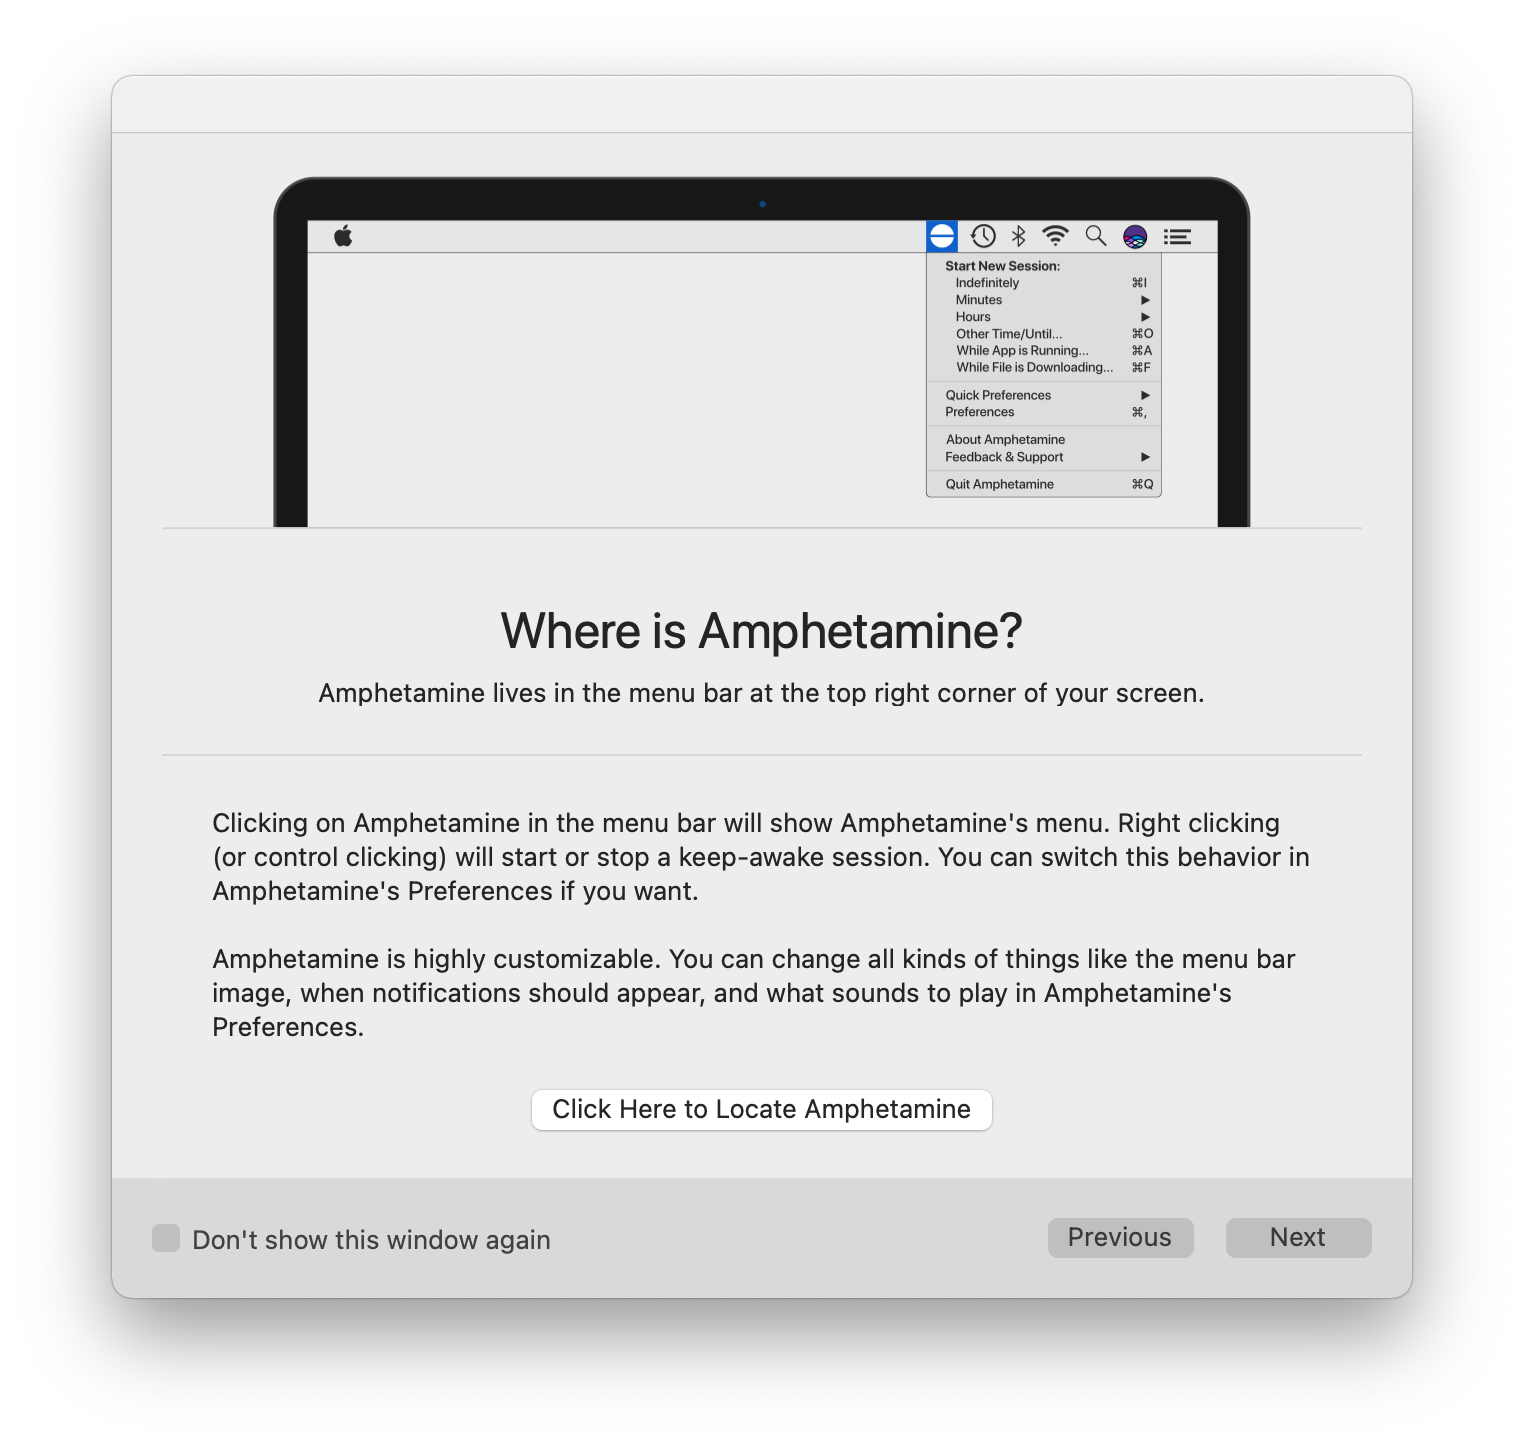 Start New Session:
Indefinitely ⌘I
Minutes ▶
Hours ▶
Other Time/Until... ⌘O
While App is Running... ⌘A
While File is Downloading... ⌘F
Quick Preferences ▶
Preferences ⌘,
About Amphetamine
Feedback & Support ▶
Quit Amphetamine ⌘Q
Where is Amphetamine?
Amphetamine lives in the menu bar at the top right corner of your screen.
Clicking on Amphetamine in the menu bar will show Amphetamine's menu. Right clicking
(or control clicking) will start or stop a keep-awake session. You can switch this behavior in
Amphetamine's Preferences if you want.
Amphetamine is highly customizable. You can change all kinds of things like the menu bar
image, when notifications should appear, and what sounds to play in Amphetamine's
Preferences.
Click Here to Locate Amphetamine
Don't show this window again
Previous
Next